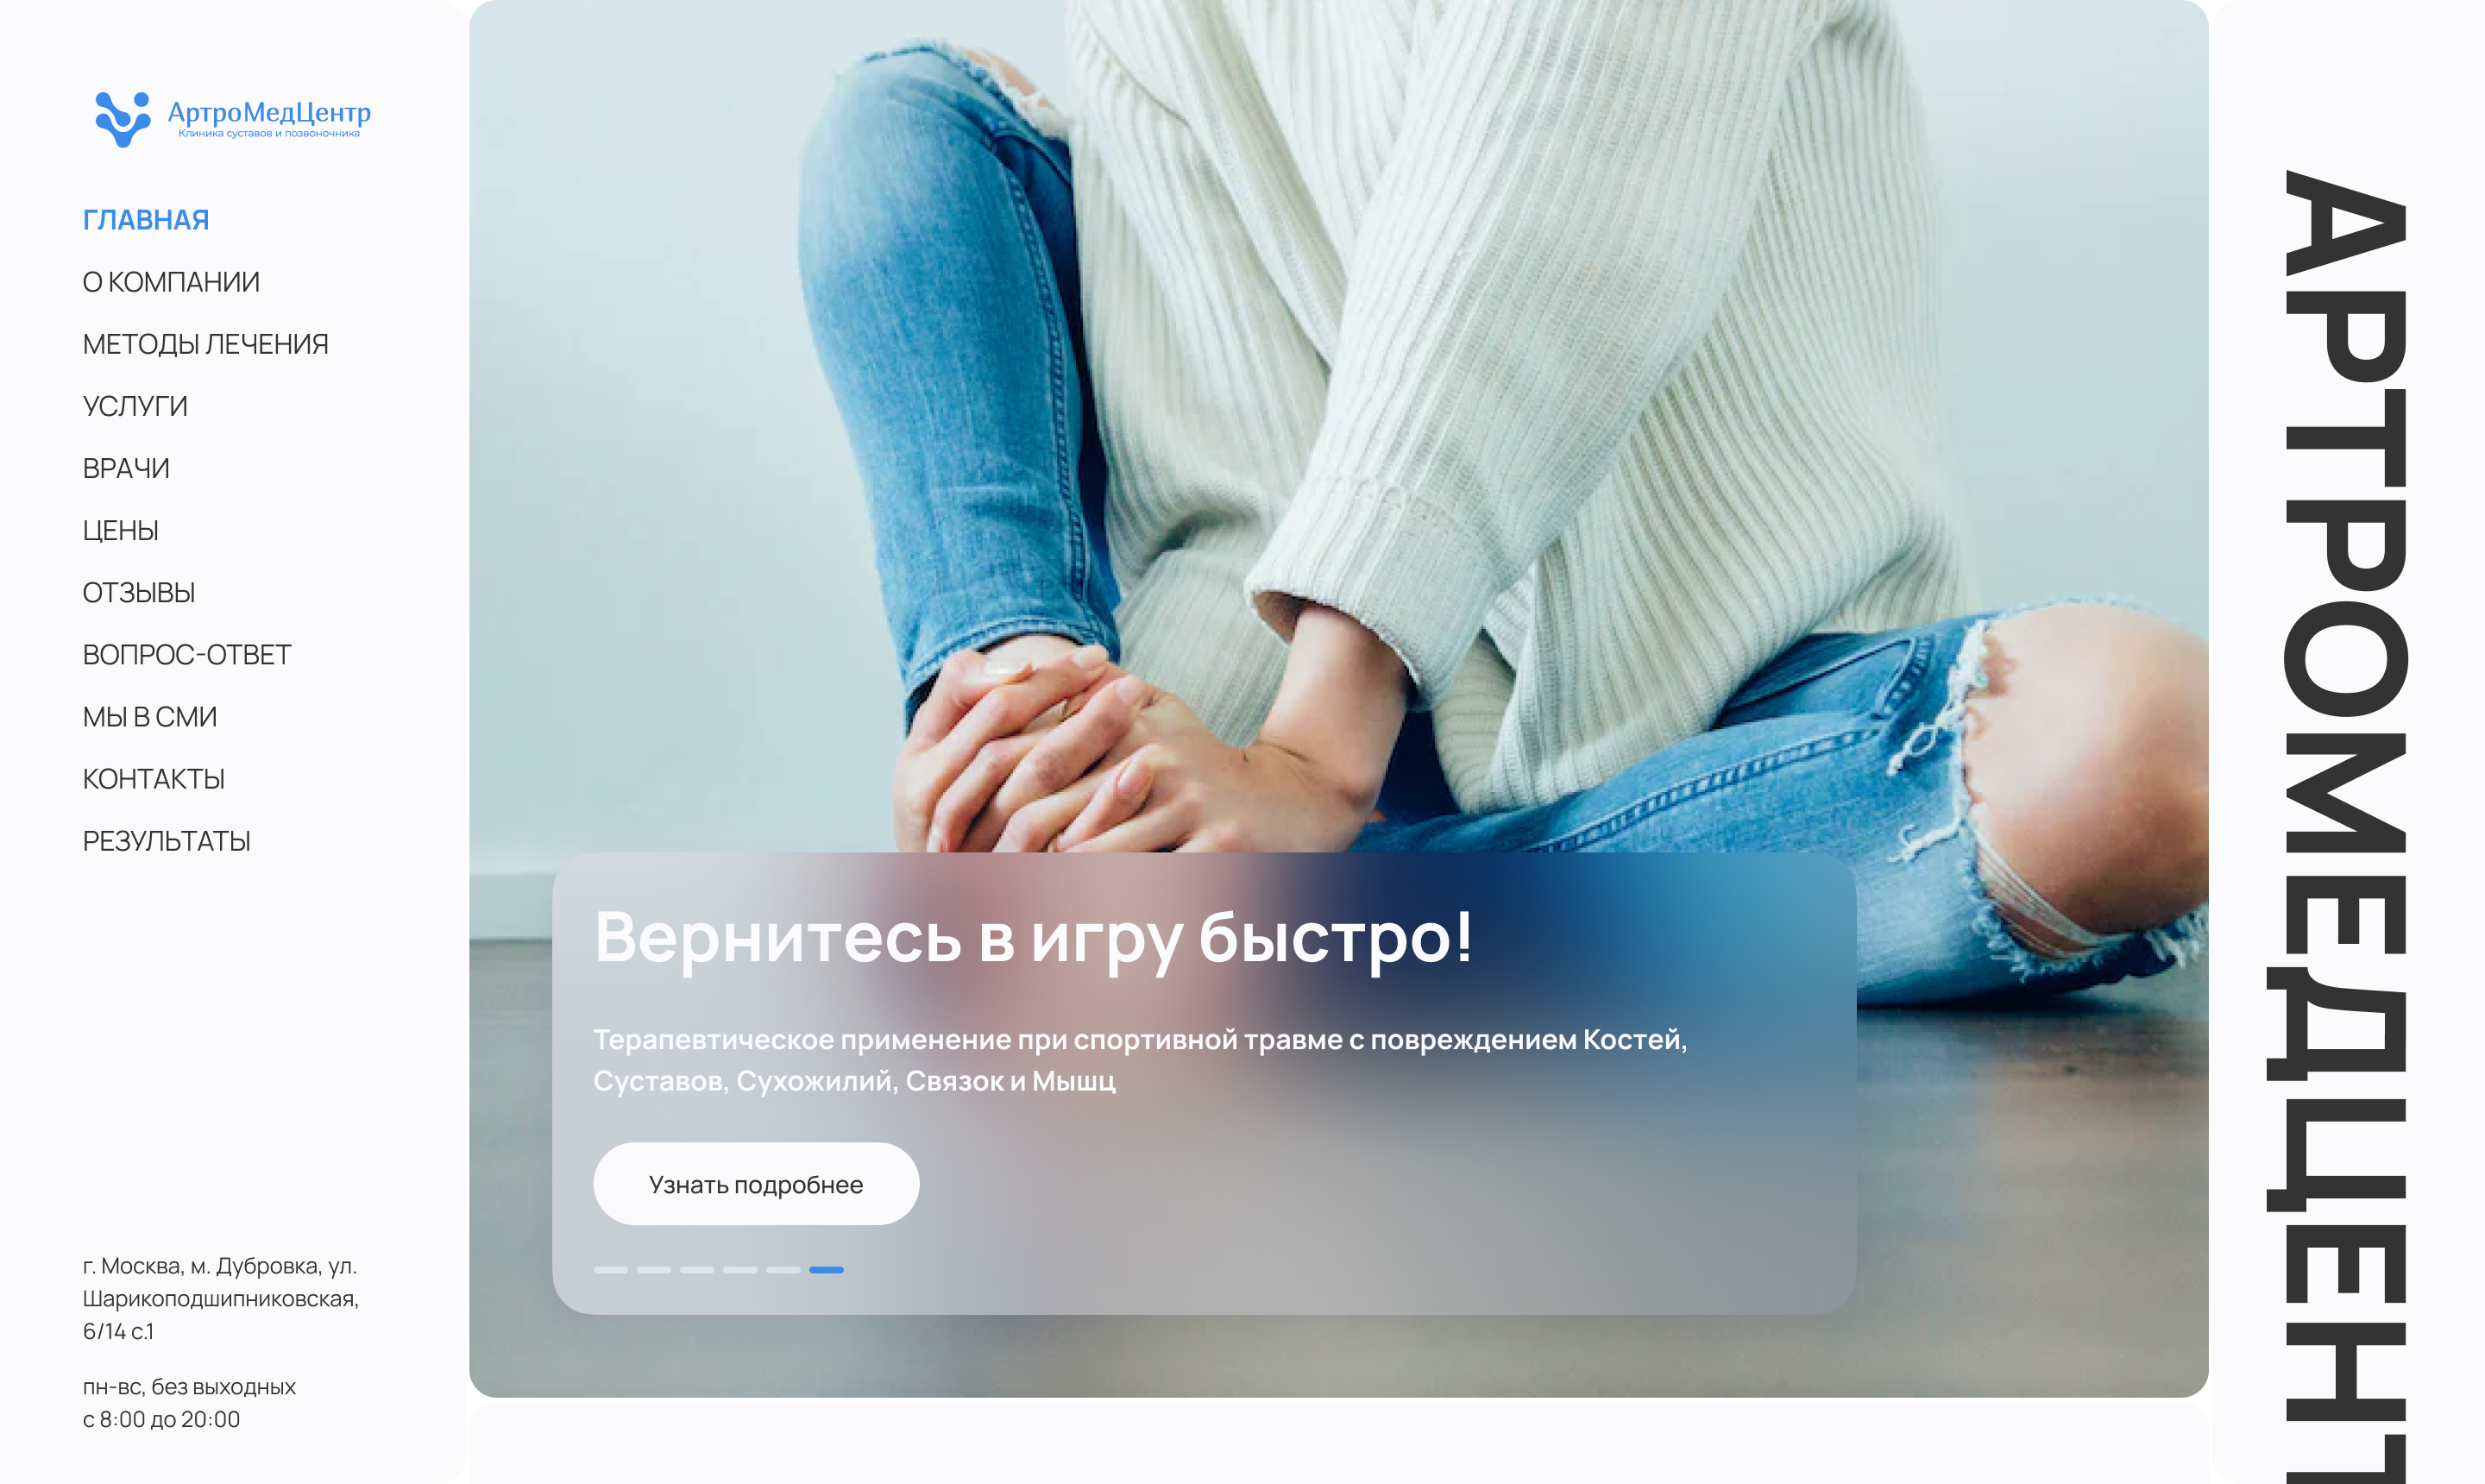 АртроМедЦентр
Клиника суставов и позвоночника
ГЛАВНАЯ
О КОМПАНИИ
МЕТОДЫ ЛЕЧЕНИЯ
УСЛУГИ
ВРАЧИ
ЦЕНЫ
ОТЗЫВЫ
ВОПРОС-ОТВЕТ
МЫ В СМИ
КОНТАКТЫ
РЕЗУЛЬТАТЫ
г. Москва, м. Дубровка, ул.
Шарикоподшипниковская,
6/14 с.1
пн-вс, без выходных
с 8:00 до 20:00
Вернитесь в игру быстро!
Терапевтическое применение при спортивной травме с повреждением Костей,
Суставов, Сухожилий, Связок и Мышц
Узнать подробнее
АРТРОМЕДЦЕНТ